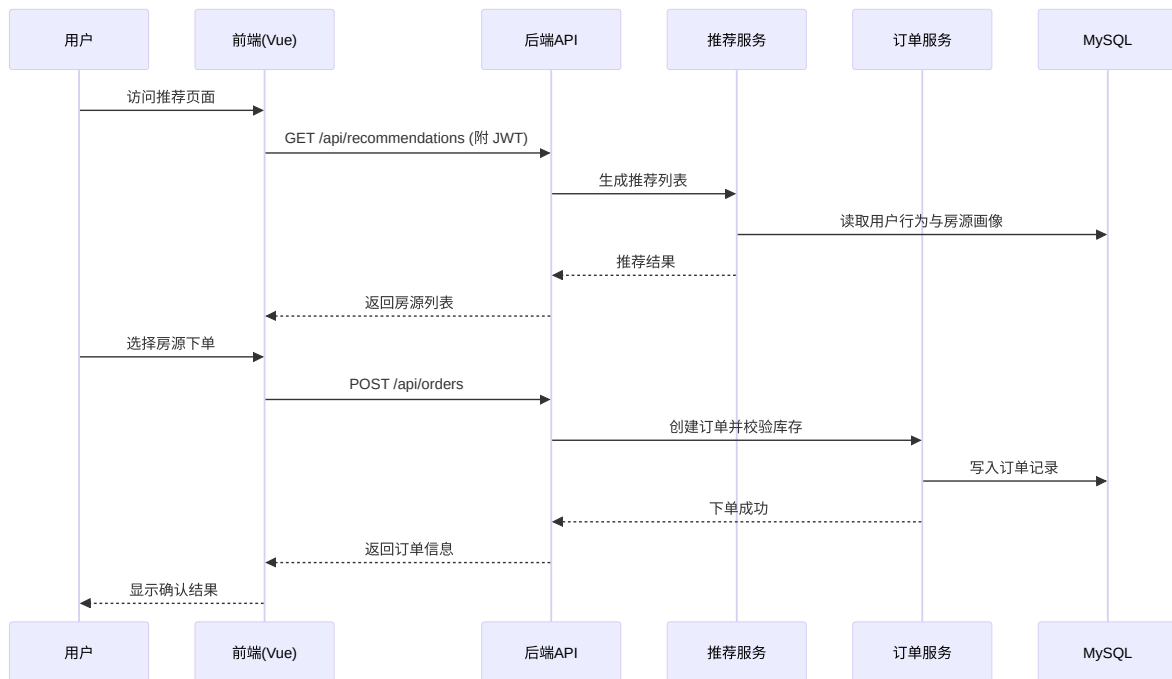 用户
前端(Vue)
后端API
推荐服务
订单服务
MySQL
访问推荐页面
GET /api/recommendations (附 JWT)
生成推荐列表
读取用户行为与房源画像
推荐结果
返回房源列表
选择房源下单
POST /api/orders
创建订单并校验库存
写入订单记录
下单成功
返回订单信息
显示确认结果
用户
前端(Vue)
后端API
推荐服务
订单服务
MySQL